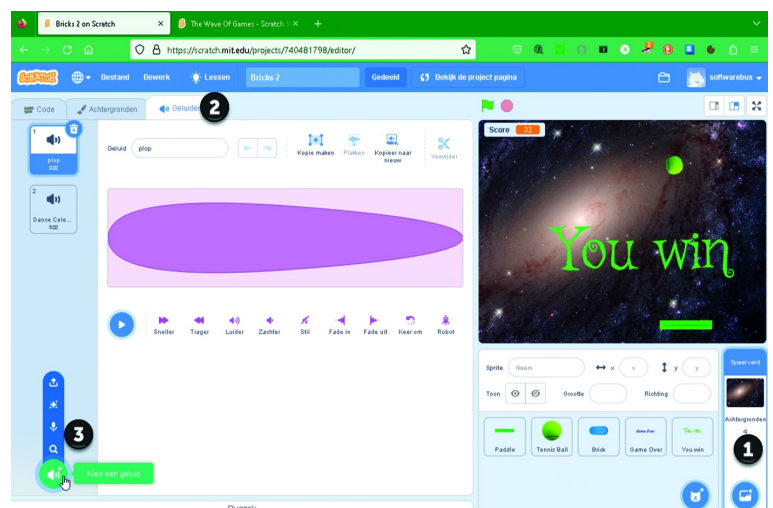 Bricks 2 on Scratch
The Wave Of Games - Scratch S
https://scratch.mit.edu/projects/740481798/editor/
SCRATCH
Bestand
Bewerk
Lessen
Bricks 2
Gedeeld
Bekijk de project pagina
softwarebus
Code
Achtergronden
Geluiden
2
1
plop
0.02
2
Danse Cele...
Geluid
plop
Kopie maken
Plakken
Kopieer naar nieuw
Verwijder
Sneller
Trager
Luider
Zachter
Stil
Fade in
Fade uit
Keer om
Robot
3
Kies een geluid
Score 32
You win
Sprite
Naam
x
x
y
y
Toon
Grootte
Richting
Speelveld
Achtergronden
4
1
Paddle
Tennis Ball
Brick
Game Over
You win